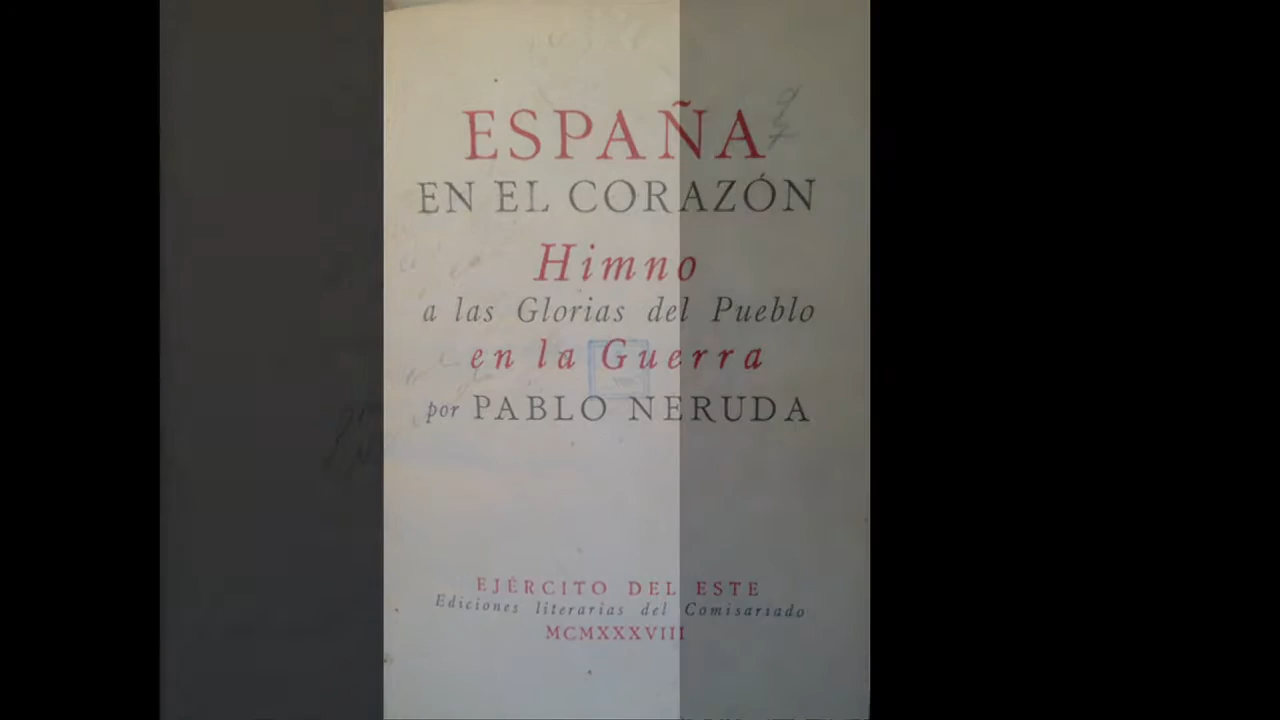 ESPAÑA
EN EL CORAZÓN
Himno
a las Glorias del Pueblo
en la Guerra
por PABLO NERUDA
EJÉRCITO DEL ESTE
Ediciones literarias del Comisariado
MCMXXXVIII